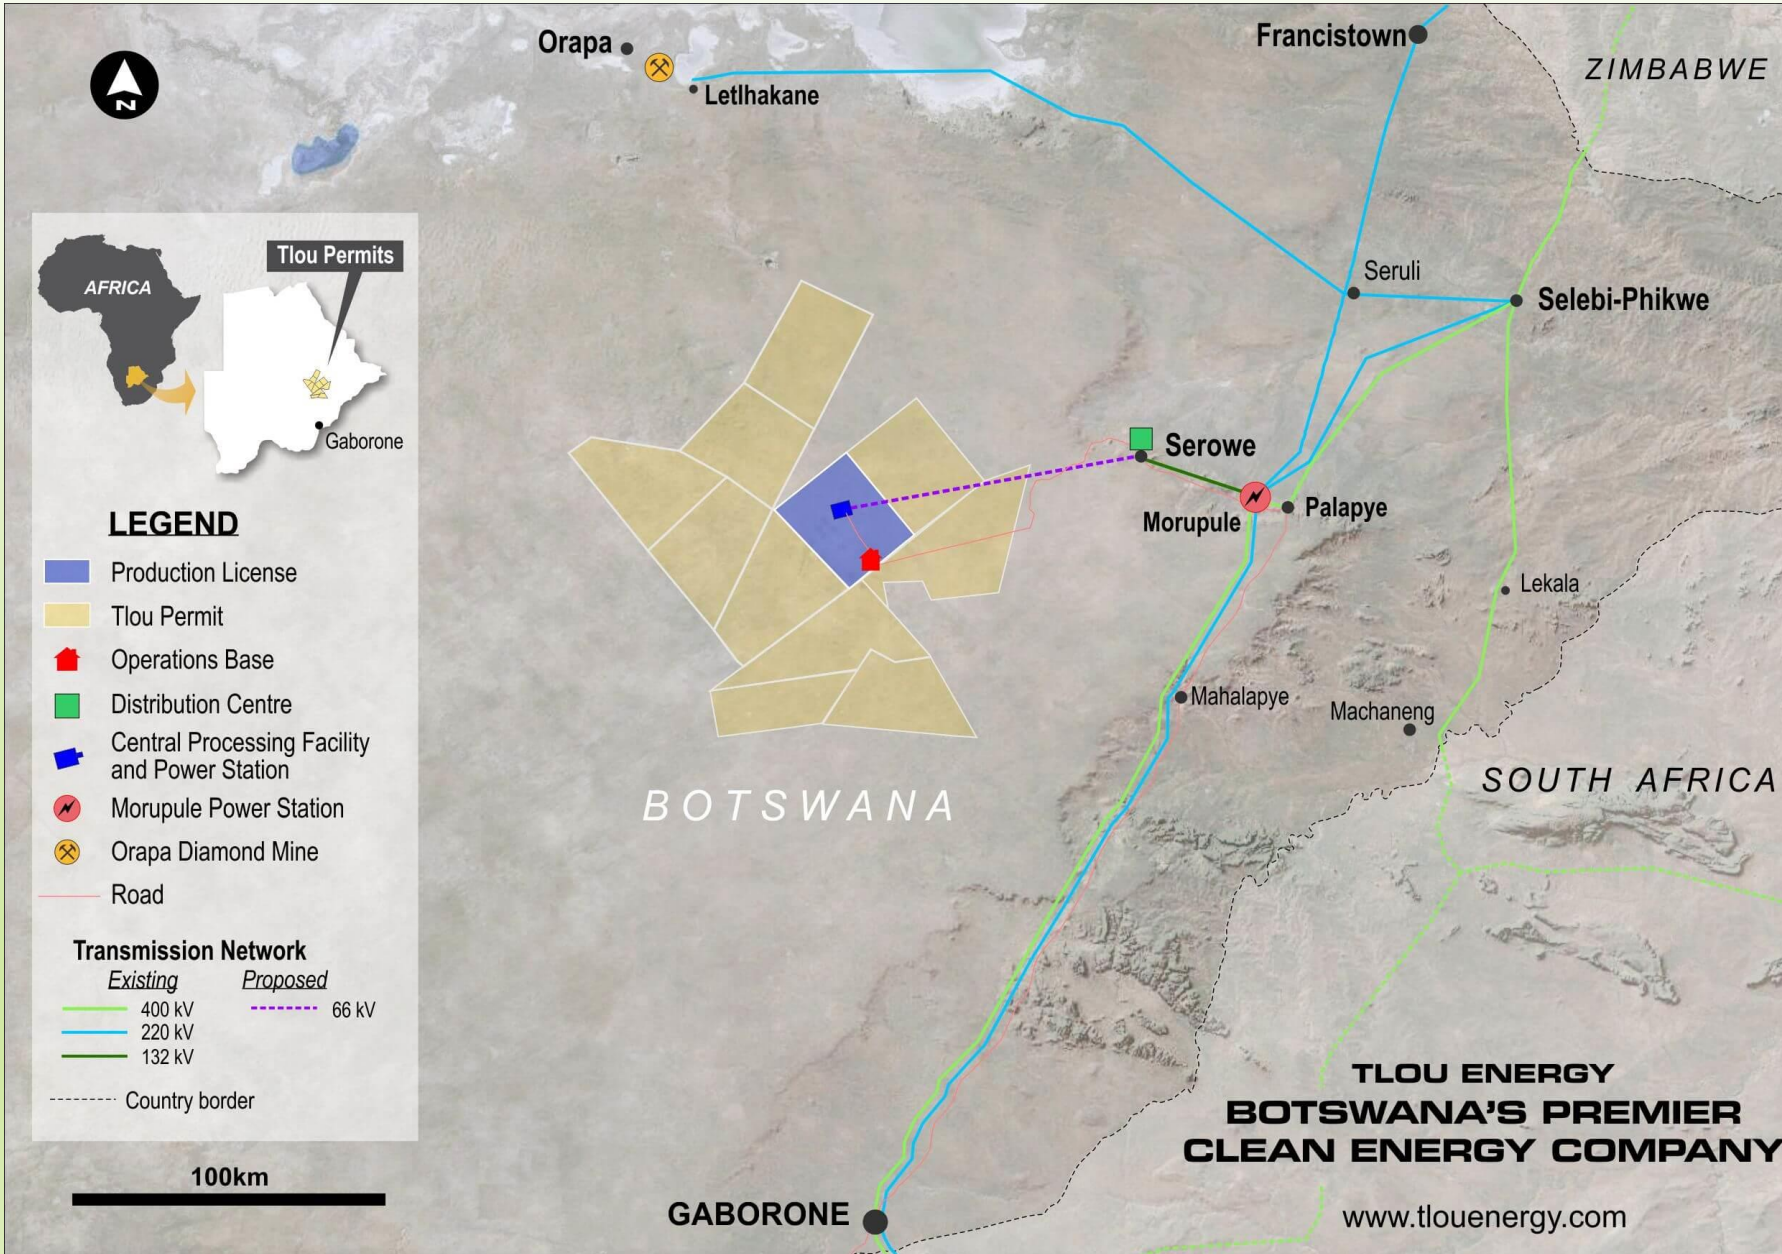 Orapa
Letlhakane
Francistown
ZIMBABWE
N
Tlou Permits
AFRICA
Gaborone
Seruli
Selebi-Phikwe
Serowe
Morupule
Palapye
Lekala
Mahalapye
Machaneng
BOTSWANA
SOUTH AFRICA
GABORONE
LEGEND
Production License
Tlou Permit
Operations Base
Distribution Centre
Central Processing Facility
and Power Station
Morupule Power Station
Orapa Diamond Mine
Road
Transmission Network
Existing Proposed
400 kV 66 kV
220 kV
132 kV
Country border
100km
TLOU ENERGY
BOTSWANA'S PREMIER
CLEAN ENERGY COMPANY
www.tlouenergy.com